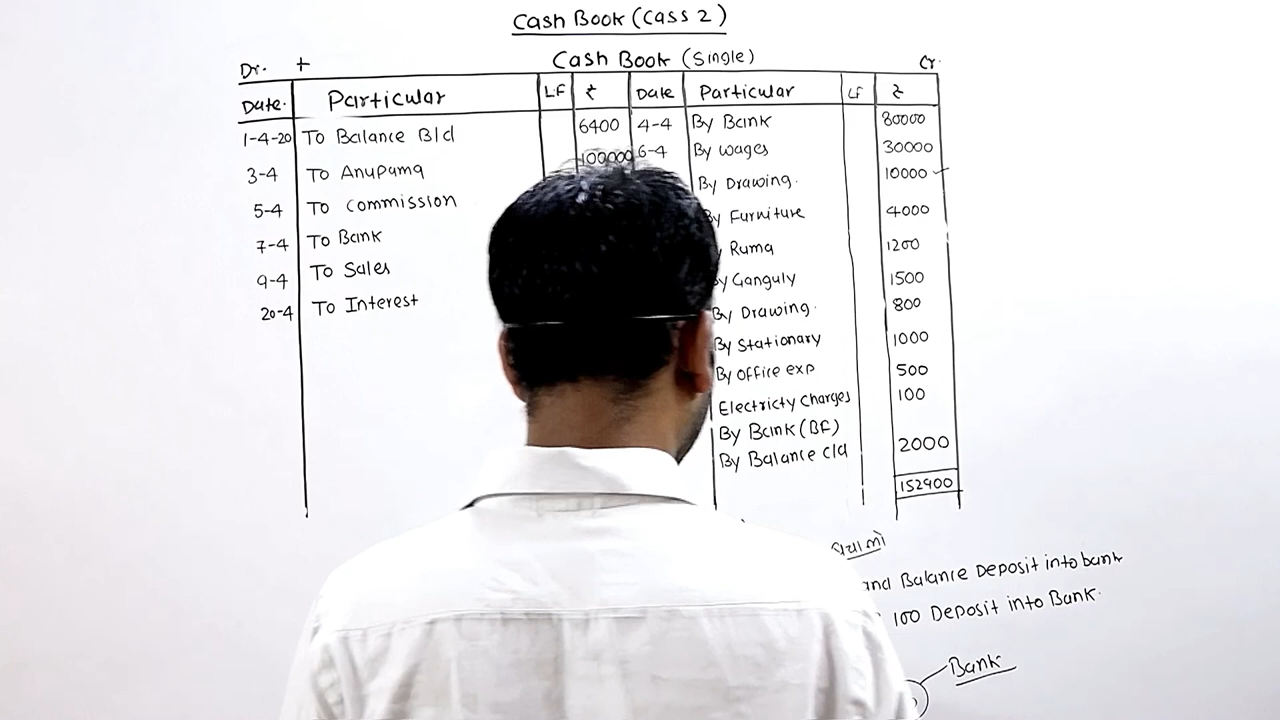 Cash Book (Cass 2)
Dr. + Cash Book (Single) Cr.
Date. Particular LF ₹ Date Particular LF ₹
1-4-20 To Balance B/d 6400 4-4 By Bank 80000
3-4 To Anupama 100000 6-4 By wages 30000
5-4 To Commission By Drawing. 10000
7-4 To Bank By Furniture 4000
9-4 To Sales Ruma 1200
20-4 To Interest By Ganguly 1500
By Drawing. 800
By Stationary 1000
By office exp 500
Electricty Charges 100
By Bank (BF)
By Balance c/d 2000
152400
and Balance Deposit into bank
100 Deposit into Bank.
Bank